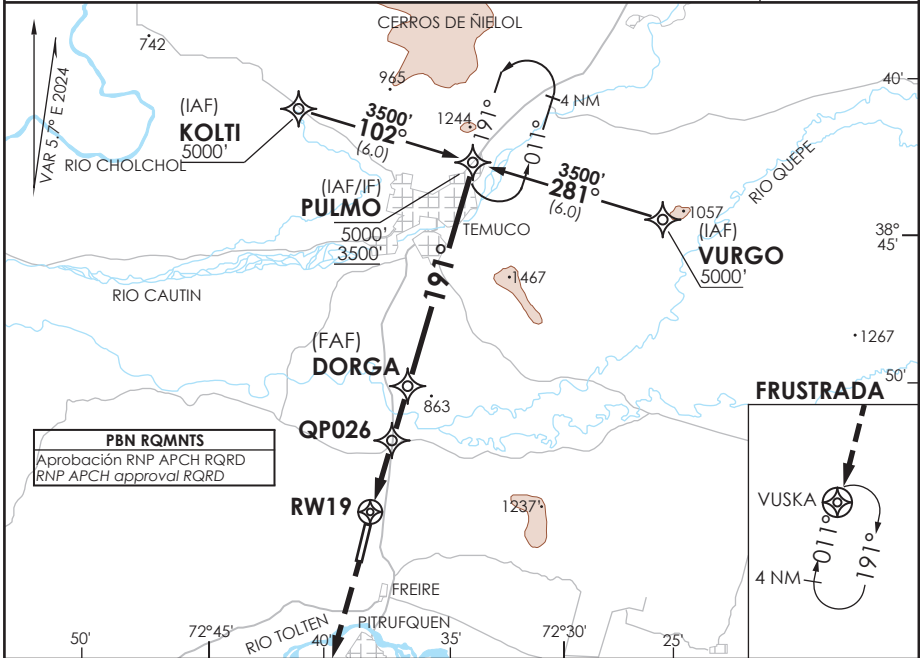 CERROS DE ÑIELOL
742
965
40'
VAR 5.7° E 2024
(IAF)
KOLTI
5000'
3500'
102°
(6.0)
1244
191°
011°
4 NM
RIO CHOLCHOL
(IAF/IF)
PULMO
5000'
3500'
3500'
281°
(6.0)
RIO QUEPE
1057
(IAF)
VURGO
5000'
38°
45'
TEMUCO
191°
1467
RIO CAUTIN
1267
(FAF)
DORGA
863
50'
FRUSTRADA
QP026
PBN RQMNTS
Aprobación RNP APCH RQRD
RNP APCH approval RQRD
RW19
1237'
VUSKA
011°
191°
4 NM
FREIRE
PITRUFQUEN
RIO TOLTEN
50'
72°45'
40'
35'
72°30'
25'